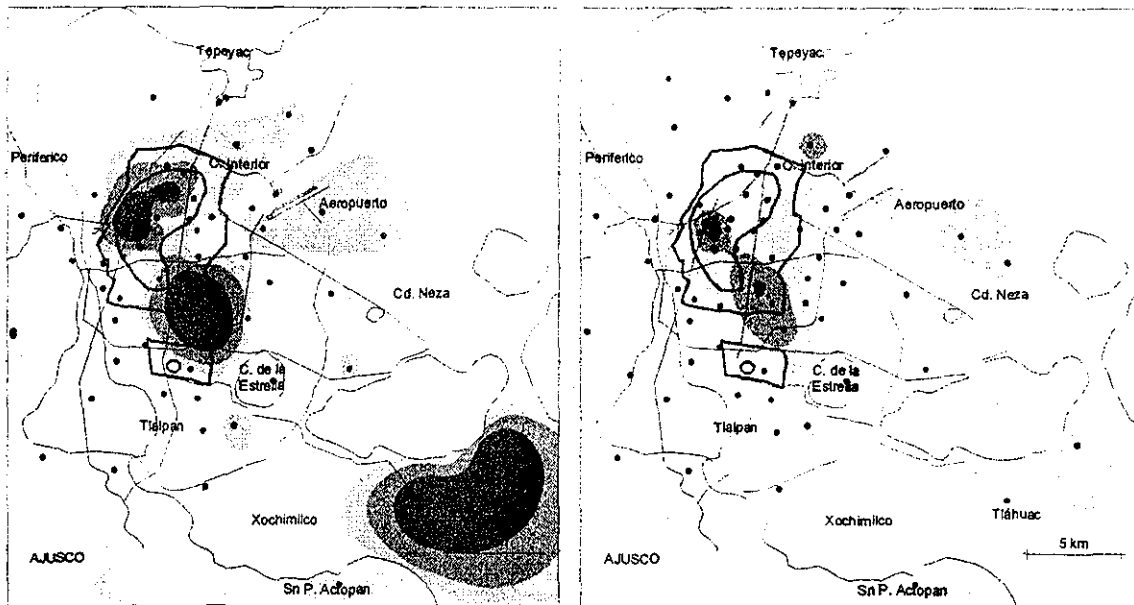 Tepeyac
Periferico
C. Interior
Aeropuerto
Cd. Neza
C. de la
Estrella
Tlalpan
Xochimilco
AJUSCO
Sn P. Actopan
Tepeyac
Periferico
C. Interior
Aeropuerto
Cd. Neza
C. de la
Estrella
Tlalpan
Xochimilco
Tláhuac
5 km
AJUSCO
Sn P. Actopan